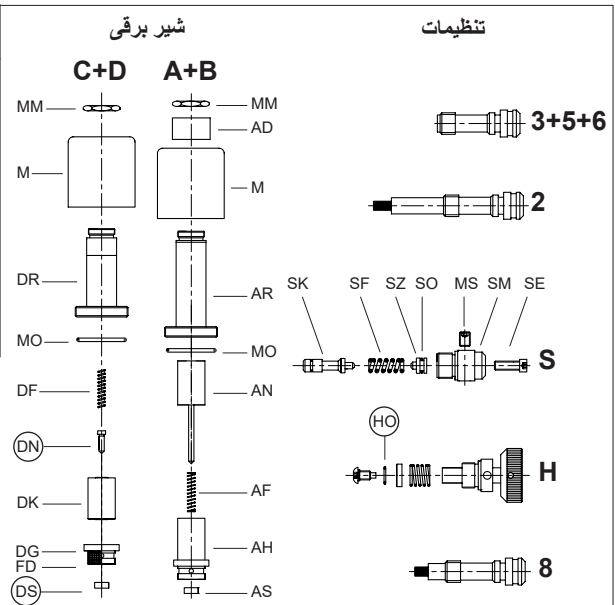 شیر برقی
تنظیمات
C+D A+B
MM
MM
AD
M
M
DR
AR
MO
MO
DF
AN
DN
DK
AF
DG
FD
AH
DS
AS
3+5+6
2
SK SF SZ SO MS SM SE
S
HO
H
8